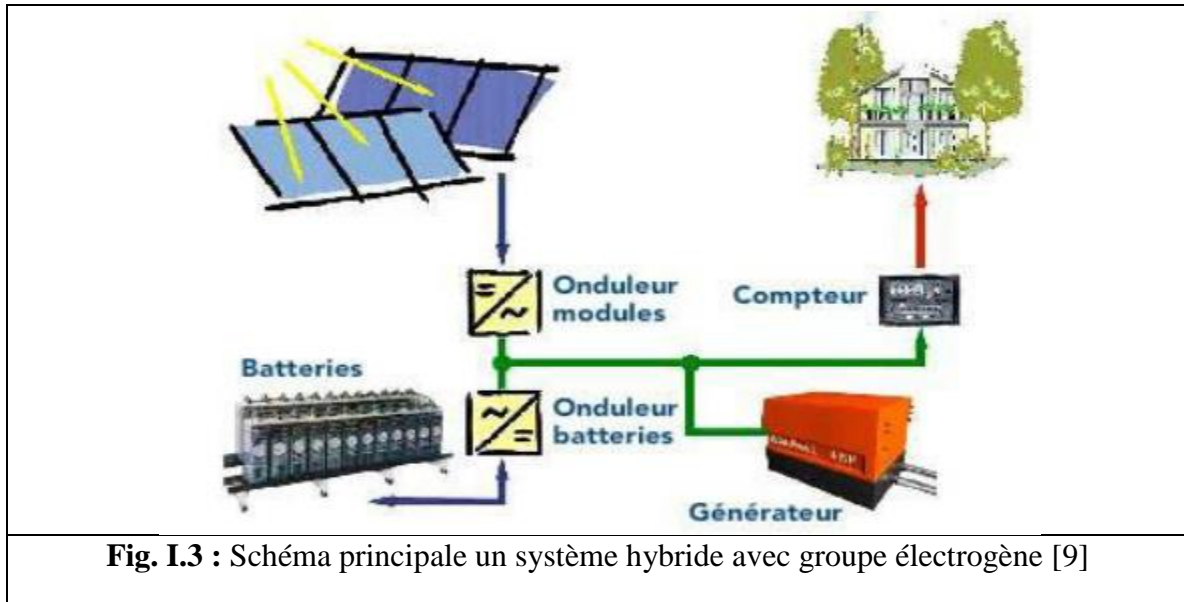 Onduleur
modules
Compteur
Batteries
Onduleur
batteries
Générateur
Fig. I.3 : Schéma principale un système hybride avec groupe électrogène [9]